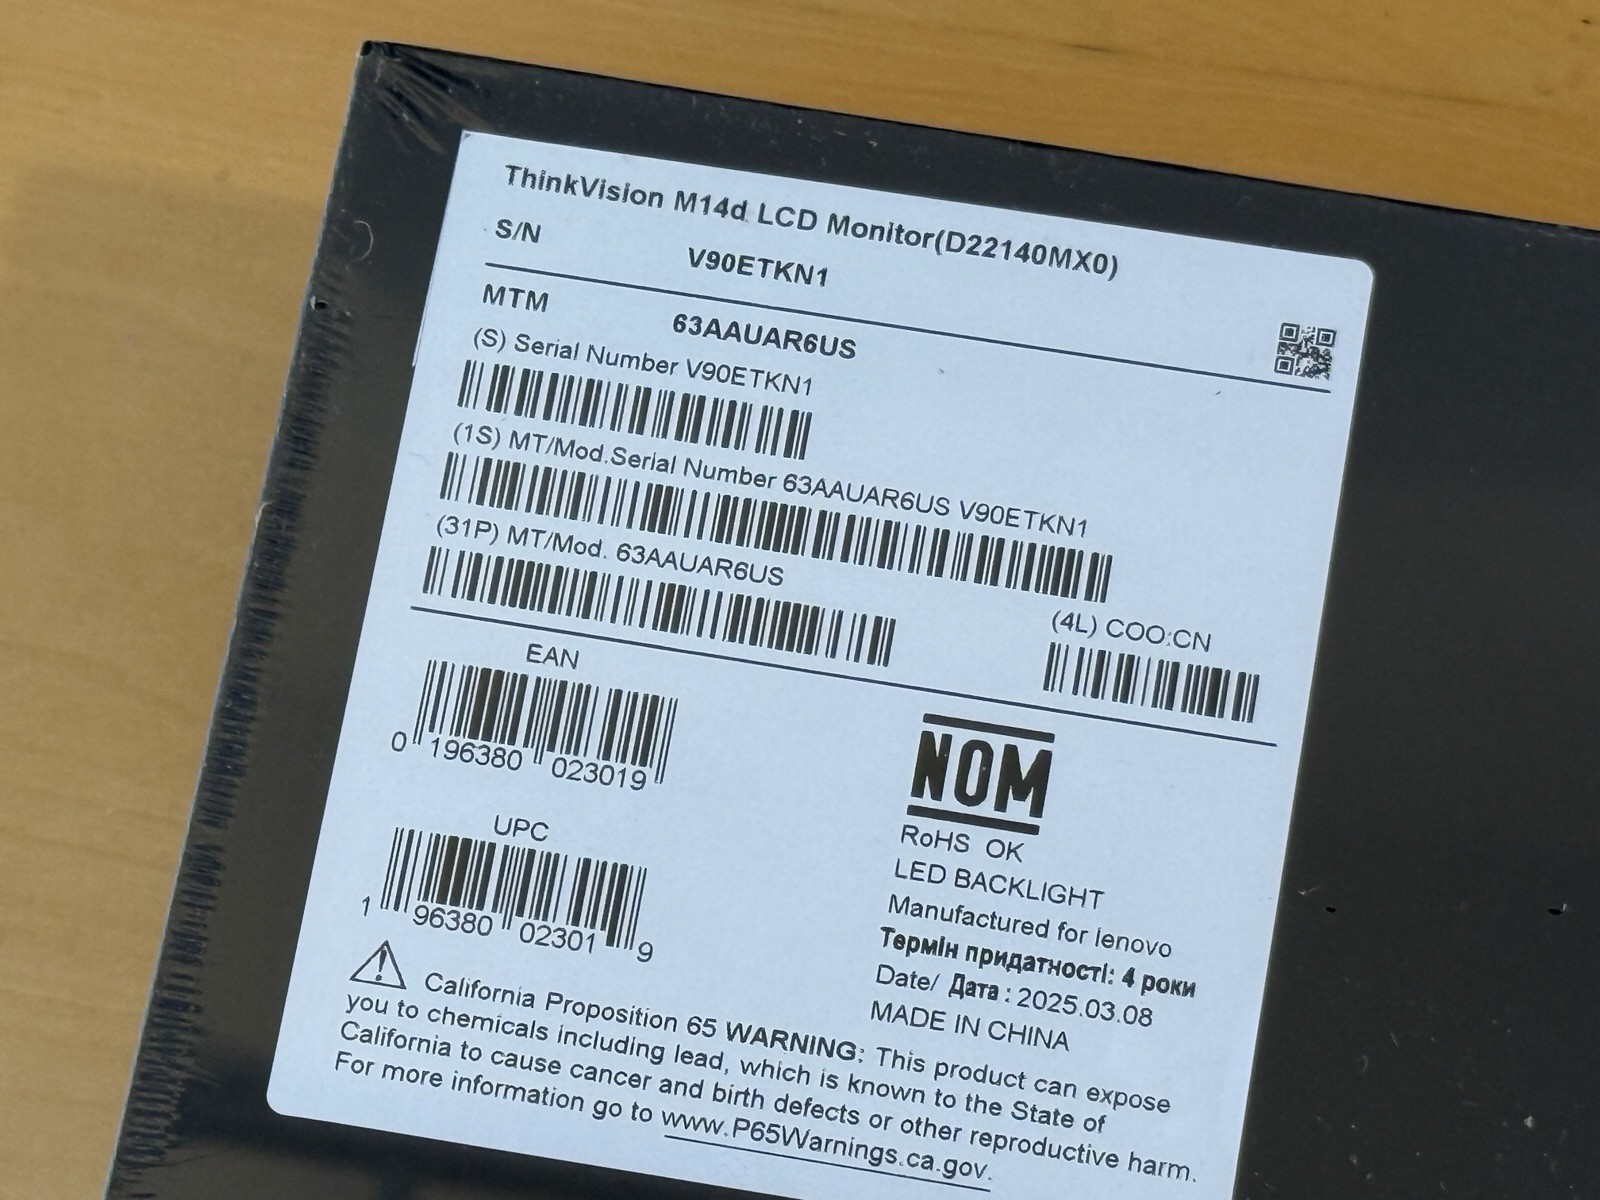 ThinkVision M14d LCD Monitor(D22140MX0)
S/N V90ETKN1
MTM 63AAUAR6US
(S) Serial Number V90ETKN1
(1S) MT/Mod.Serial Number 63AAUAR6US V90ETKN1
(31P) MT/Mod. 63AAUAR6US
(4L) COO:CN
EAN
0 196380 023019
UPC
1 96380 02301 9
NOM
RoHS OK
LED BACKLIGHT
Manufactured for lenovo
Термін придатності: 4 роки
Date/ Дата : 2025.03.08
MADE IN CHINA
California Proposition 65 WARNING: This product can expose
you to chemicals including lead, which is known to the State of
California to cause cancer and birth defects or other reproductive harm.
For more information go to www.P65Warnings.ca.gov.